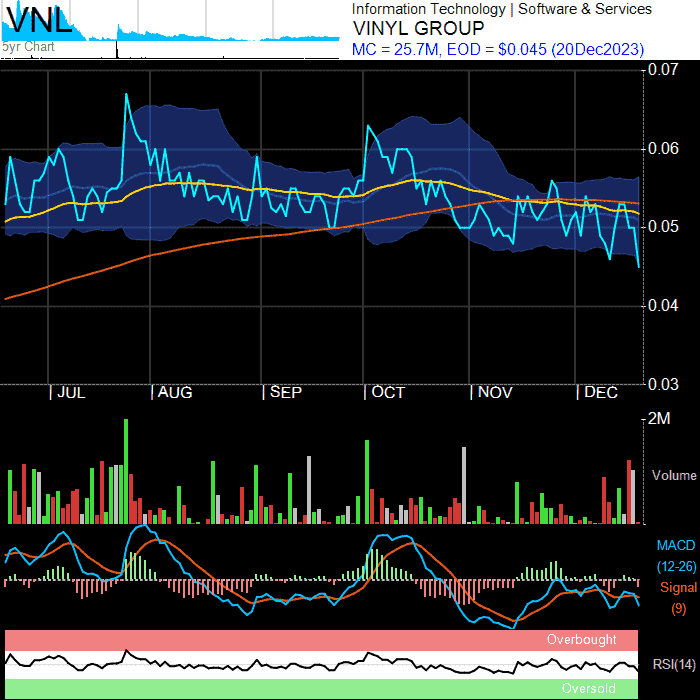 VNL
5yr Chart
Information Technology | Software & Services
VINYL GROUP
MC = 25.7M, EOD = $0.045 (20Dec2023)
0.07
0.06
0.05
0.04
0.03
| JUL | AUG | SEP | OCT | NOV | DEC
2M
Volume
MACD
(12-26)
Signal
(9)
Overbought
RSI(14)
Oversold